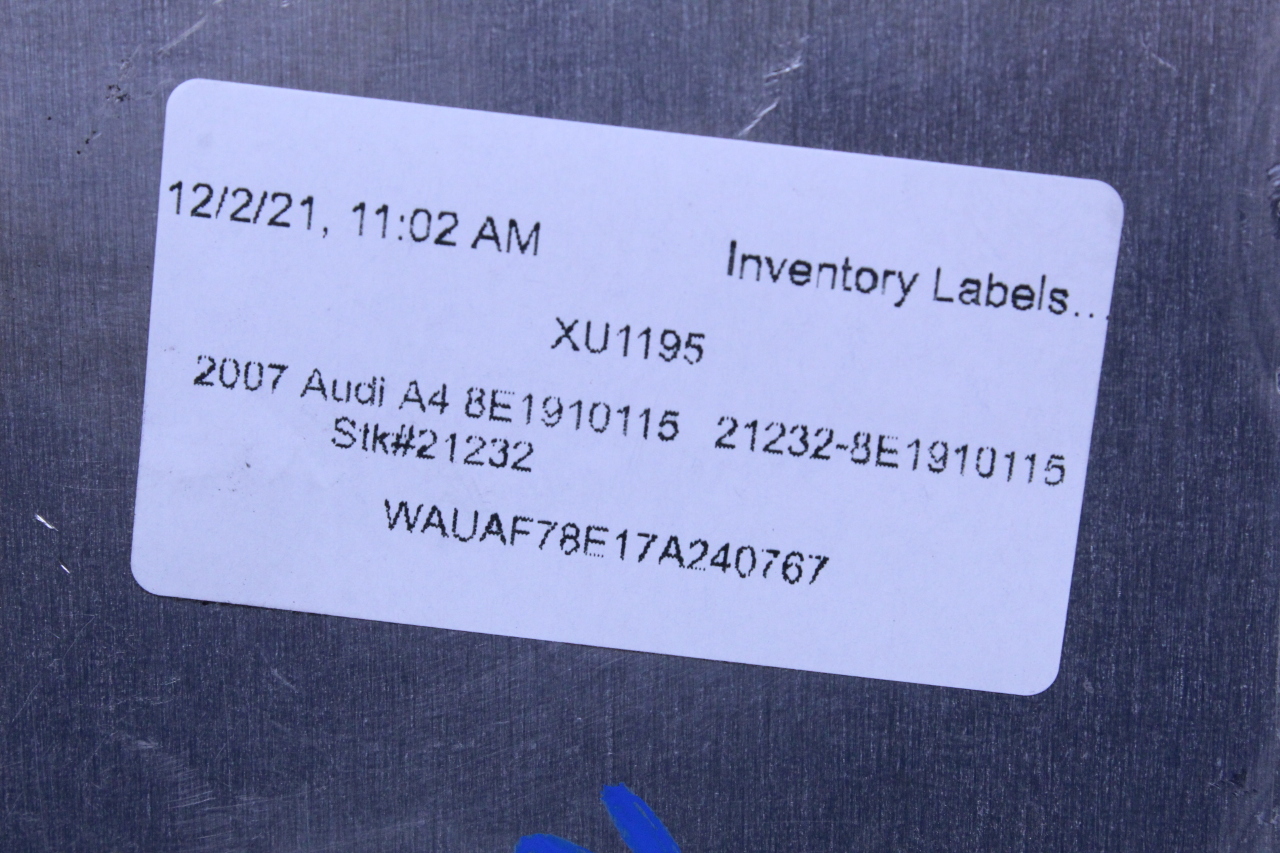 12/2/21, 11:02 AM Inventory Labels...
XU1195
2007 Audi A4 8E1910115 21232-8E1910115
Stk#21232
WAUAF78E17A240767